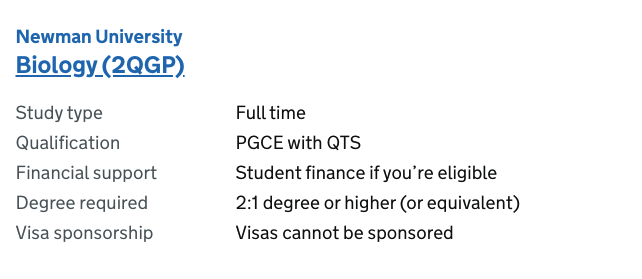 Newman University
Biology (2QGP)
Study type Full time
Qualification PGCE with QTS
Financial support Student finance if you’re eligible
Degree required 2:1 degree or higher (or equivalent)
Visa sponsorship Visas cannot be sponsored